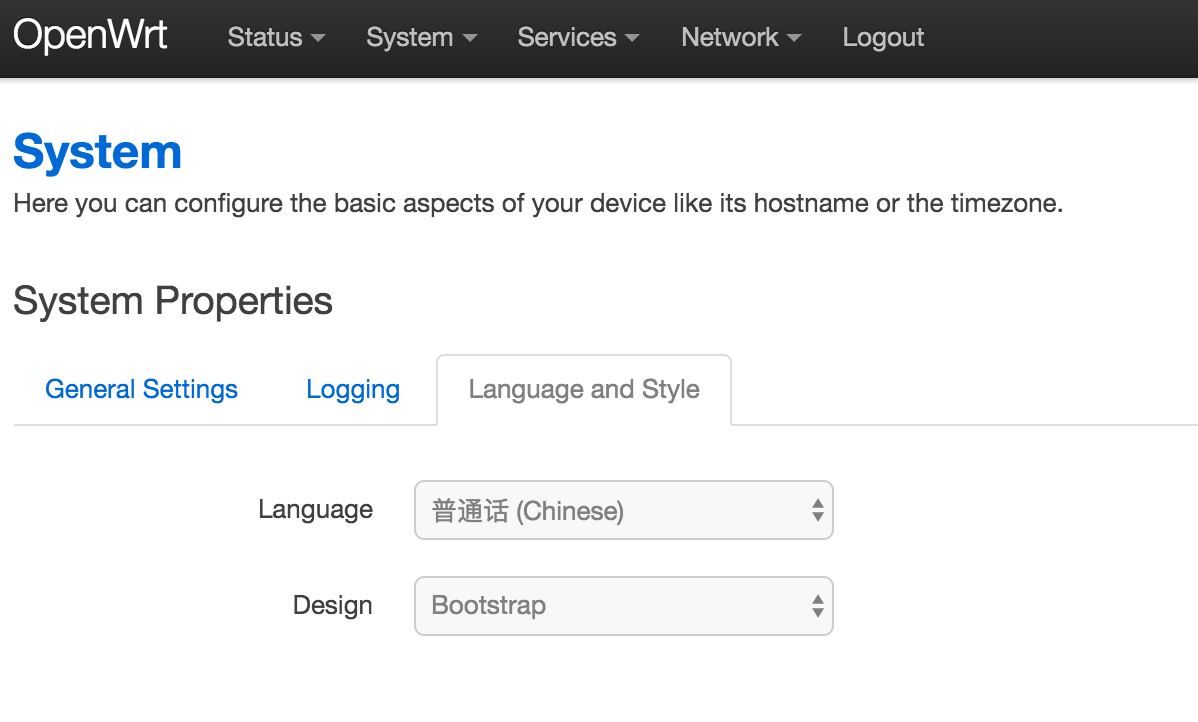 OpenWrt Status System Services Network Logout
System
Here you can configure the basic aspects of your device like its hostname or the timezone.
System Properties
General Settings Logging Language and Style
Language 普通话 (Chinese)
Design Bootstrap